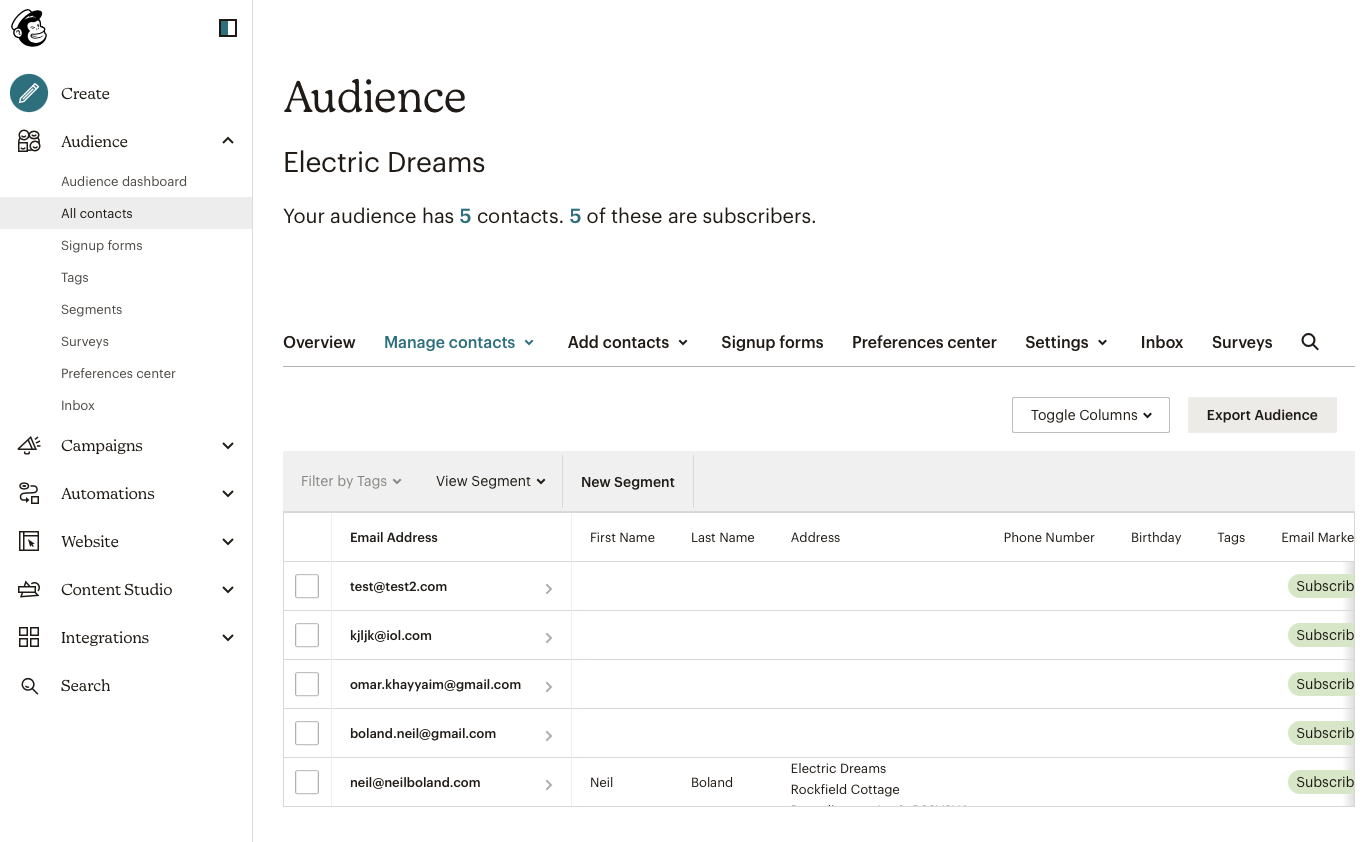 Create
Audience
Audience dashboard
All contacts
Signup forms
Tags
Segments
Surveys
Preferences center
Inbox
Campaigns
Automations
Website
Content Studio
Integrations
Search
Audience
Electric Dreams
Your audience has 5 contacts. 5 of these are subscribers.
Overview Manage contacts Add contacts Signup forms Preferences center Settings Inbox Surveys
Toggle Columns Export Audience
Filter by Tags View Segment New Segment
Email Address First Name Last Name Address Phone Number Birthday Tags Email Marke
test@test2.com Subscrib
kjljk@iol.com Subscrib
omar.khayyaim@gmail.com Subscrib
boland.neil@gmail.com Subscrib
neil@neilboland.com Neil Boland Electric Dreams Subscrib
Rockfield Cottage